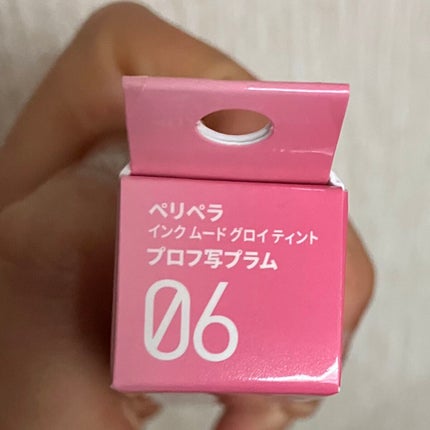 ペリペラ
インク ムード グロイ ティント
プロフ写プラム
06